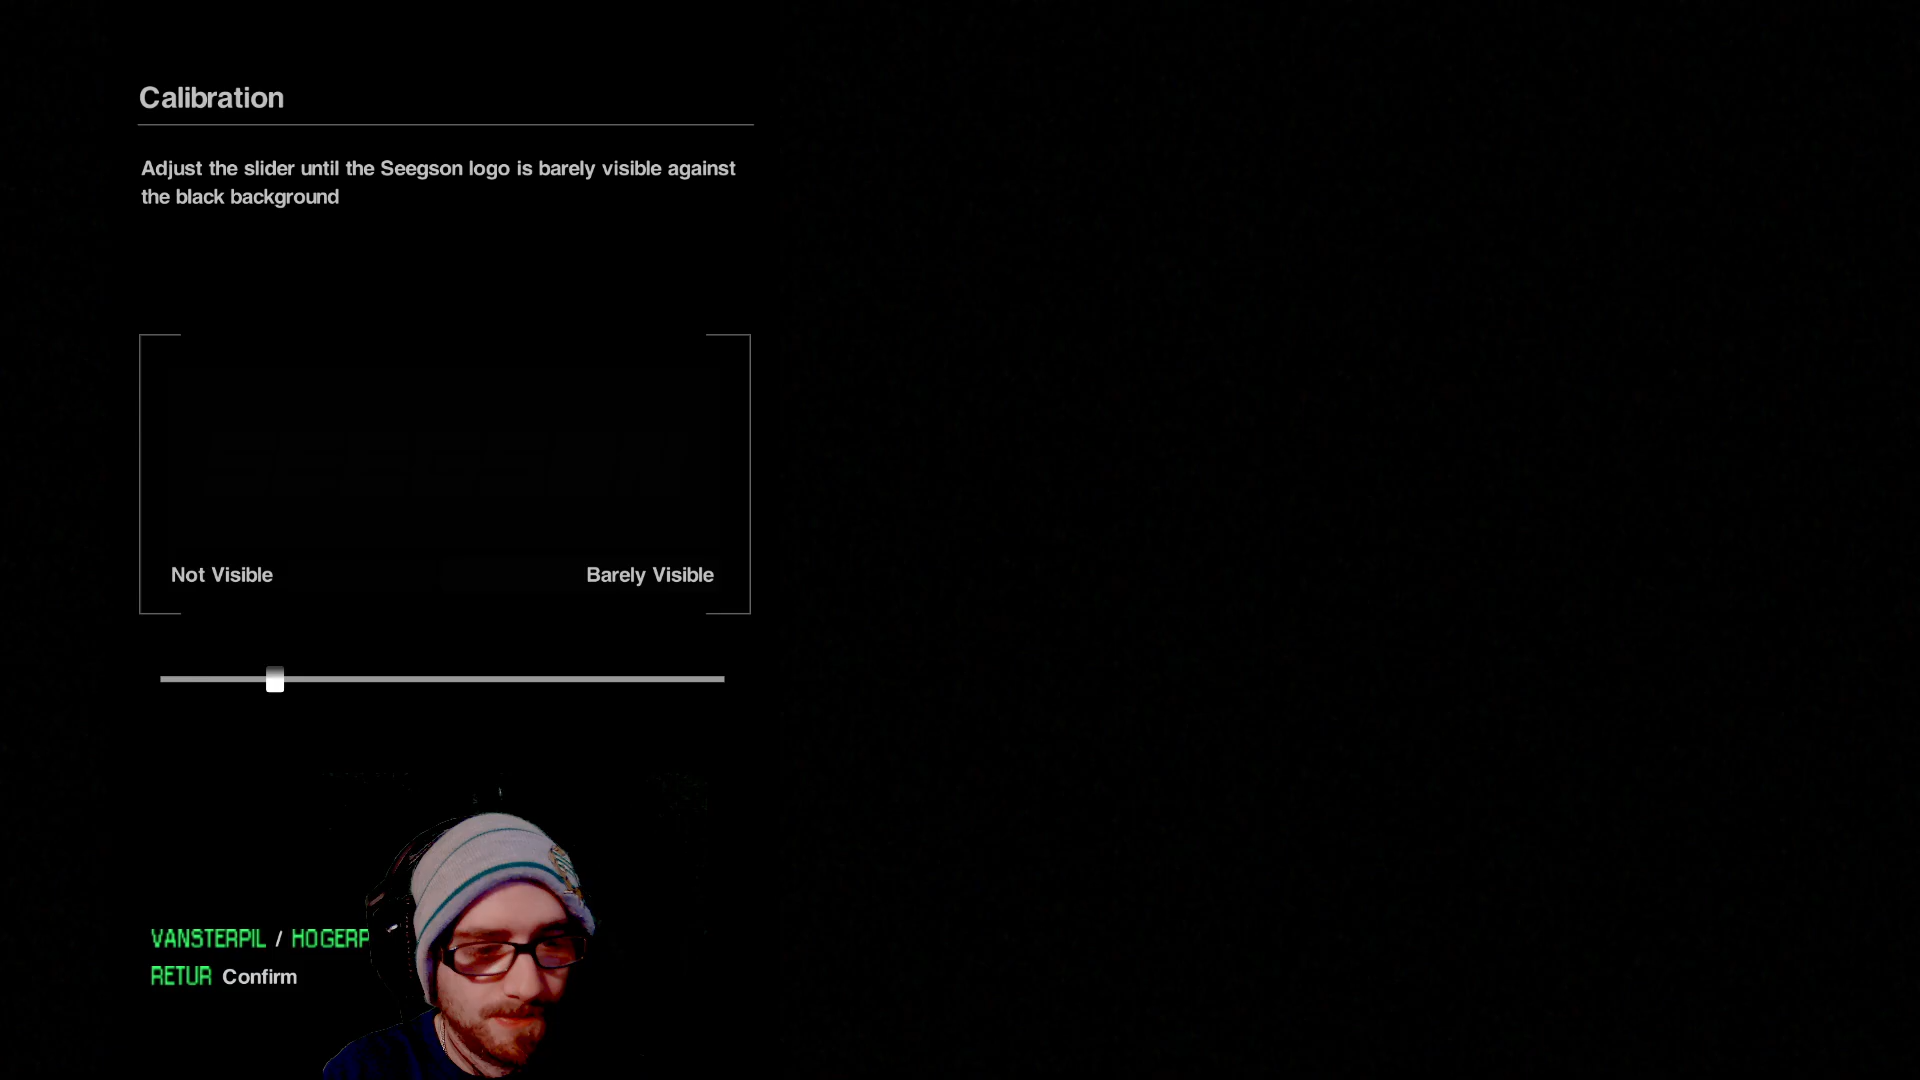 Calibration
Adjust the slider until the Seegson logo is barely visible against
the black background
SEEGSON
Not Visible
Barely Visible
VANSTERPIL / HOGERP
RETUR Confirm